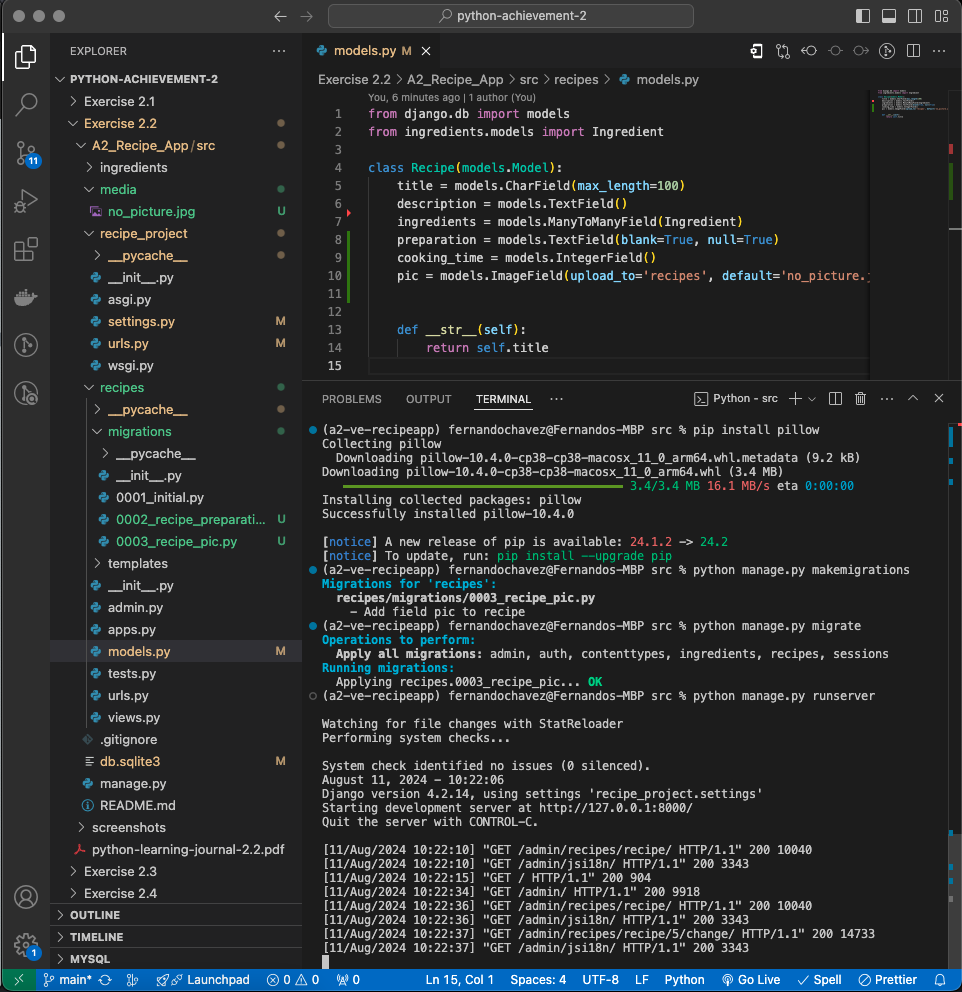 python-achievement-2
EXPLORER
PYTHON-ACHIEVEMENT-2
Exercise 2.1
Exercise 2.2
A2_Recipe_App/src
ingredients
media
no_picture.jpg U
recipe_project
__pycache__
__init__.py
asgi.py
settings.py M
urls.py M
wsgi.py
recipes
__pycache__
migrations
__pycache__
__init__.py
0001_initial.py
0002_recipe_preparati... U
0003_recipe_pic.py U
templates
__init__.py
admin.py
apps.py
models.py M
tests.py
urls.py
views.py
.gitignore
db.sqlite3 M
manage.py
README.md
screenshots
python-learning-journal-2.2.pdf
Exercise 2.3
Exercise 2.4
OUTLINE
TIMELINE
MYSQL
11
1
models.py M
Exercise 2.2 > A2_Recipe_App > src > recipes > models.py
You, 6 minutes ago | 1 author (You)
1 from django.db import models
2 from ingredients.models import Ingredient
3
4 class Recipe(models.Model):
5 title = models.CharField(max_length=100)
6 description = models.TextField()
7 ingredients = models.ManyToManyField(Ingredient)
8 preparation = models.TextField(blank=True, null=True)
9 cooking_time = models.IntegerField()
10 pic = models.ImageField(upload_to='recipes', default='no_picture.j
11
12
13 def __str__(self):
14 return self.title
15
PROBLEMS OUTPUT TERMINAL Python - src
(a2-ve-recipeapp) fernandochavez@Fernandos-MBP src % pip install pillow
Collecting pillow
Downloading pillow-10.4.0-cp38-cp38-macosx_11_0_arm64.whl.metadata (9.2 kB)
Downloading pillow-10.4.0-cp38-cp38-macosx_11_0_arm64.whl (3.4 MB)
3.4/3.4 MB 16.1 MB/s eta 0:00:00
Installing collected packages: pillow
Successfully installed pillow-10.4.0
[notice] A new release of pip is available: 24.1.2 -> 24.2
[notice] To update, run: pip install --upgrade pip
(a2-ve-recipeapp) fernandochavez@Fernandos-MBP src % python manage.py makemigrations
Migrations for 'recipes':
recipes/migrations/0003_recipe_pic.py
- Add field pic to recipe
(a2-ve-recipeapp) fernandochavez@Fernandos-MBP src % python manage.py migrate
Operations to perform:
Apply all migrations: admin, auth, contenttypes, ingredients, recipes, sessions
Running migrations:
Applying recipes.0003_recipe_pic... OK
(a2-ve-recipeapp) fernandochavez@Fernandos-MBP src % python manage.py runserver
Watching for file changes with StatReloader
Performing system checks...
System check identified no issues (0 silenced).
August 11, 2024 - 10:22:06
Django version 4.2.14, using settings 'recipe_project.settings'
Starting development server at http://127.0.0.1:8000/
Quit the server with CONTROL-C.
[11/Aug/2024 10:22:10] "GET /admin/recipes/recipe/ HTTP/1.1" 200 10040
[11/Aug/2024 10:22:10] "GET /admin/jsi18n/ HTTP/1.1" 200 3343
[11/Aug/2024 10:22:15] "GET / HTTP/1.1" 200 904
[11/Aug/2024 10:22:34] "GET /admin/ HTTP/1.1" 200 9918
[11/Aug/2024 10:22:36] "GET /admin/recipes/recipe/ HTTP/1.1" 200 10040
[11/Aug/2024 10:22:36] "GET /admin/jsi18n/ HTTP/1.1" 200 3343
[11/Aug/2024 10:22:37] "GET /admin/recipes/recipe/5/change/ HTTP/1.1" 200 14733
[11/Aug/2024 10:22:37] "GET /admin/jsi18n/ HTTP/1.1" 200 3343
main* Launchpad 0 0 0 Ln 15, Col 1 Spaces: 4 UTF-8 LF Python Go Live Spell Prettier